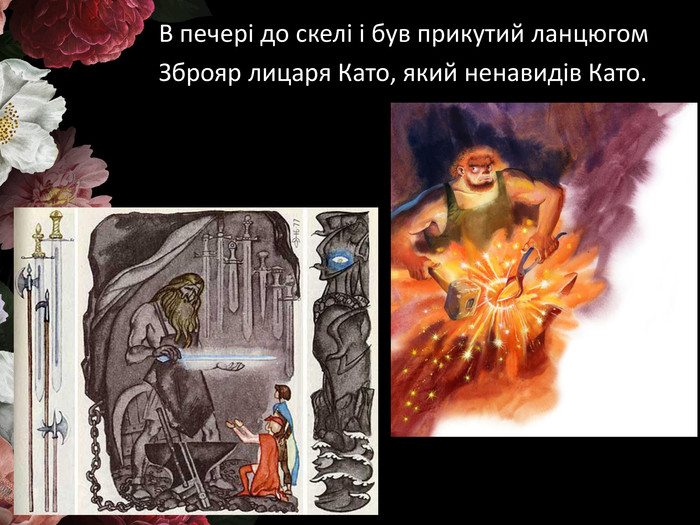 В печері до скелі і був прикутий ланцюгом
Зброяр лицаря Като, який ненавидів Като.